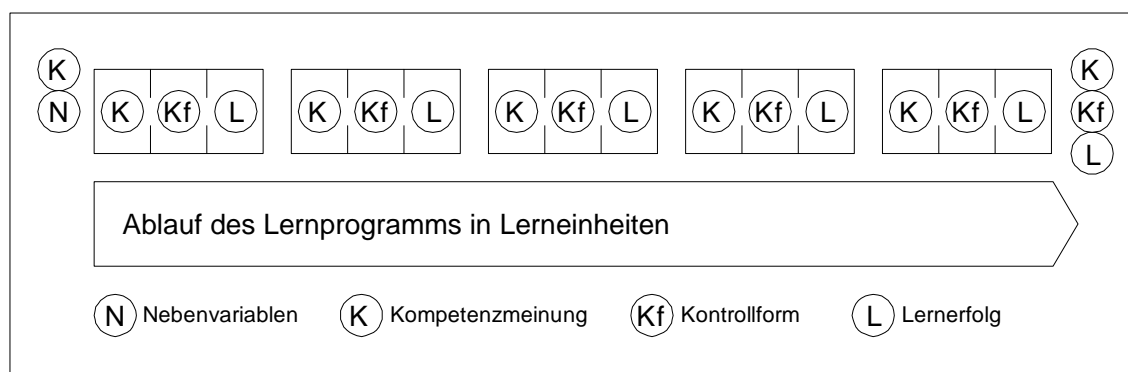 K K
N K Kf L K Kf L K Kf L K Kf L K Kf L Kf
L
Ablauf des Lernprogramms in Lerneinheiten
N Nebenvariablen K Kompetenzmeinung Kf Kontrollform L Lernerfolg